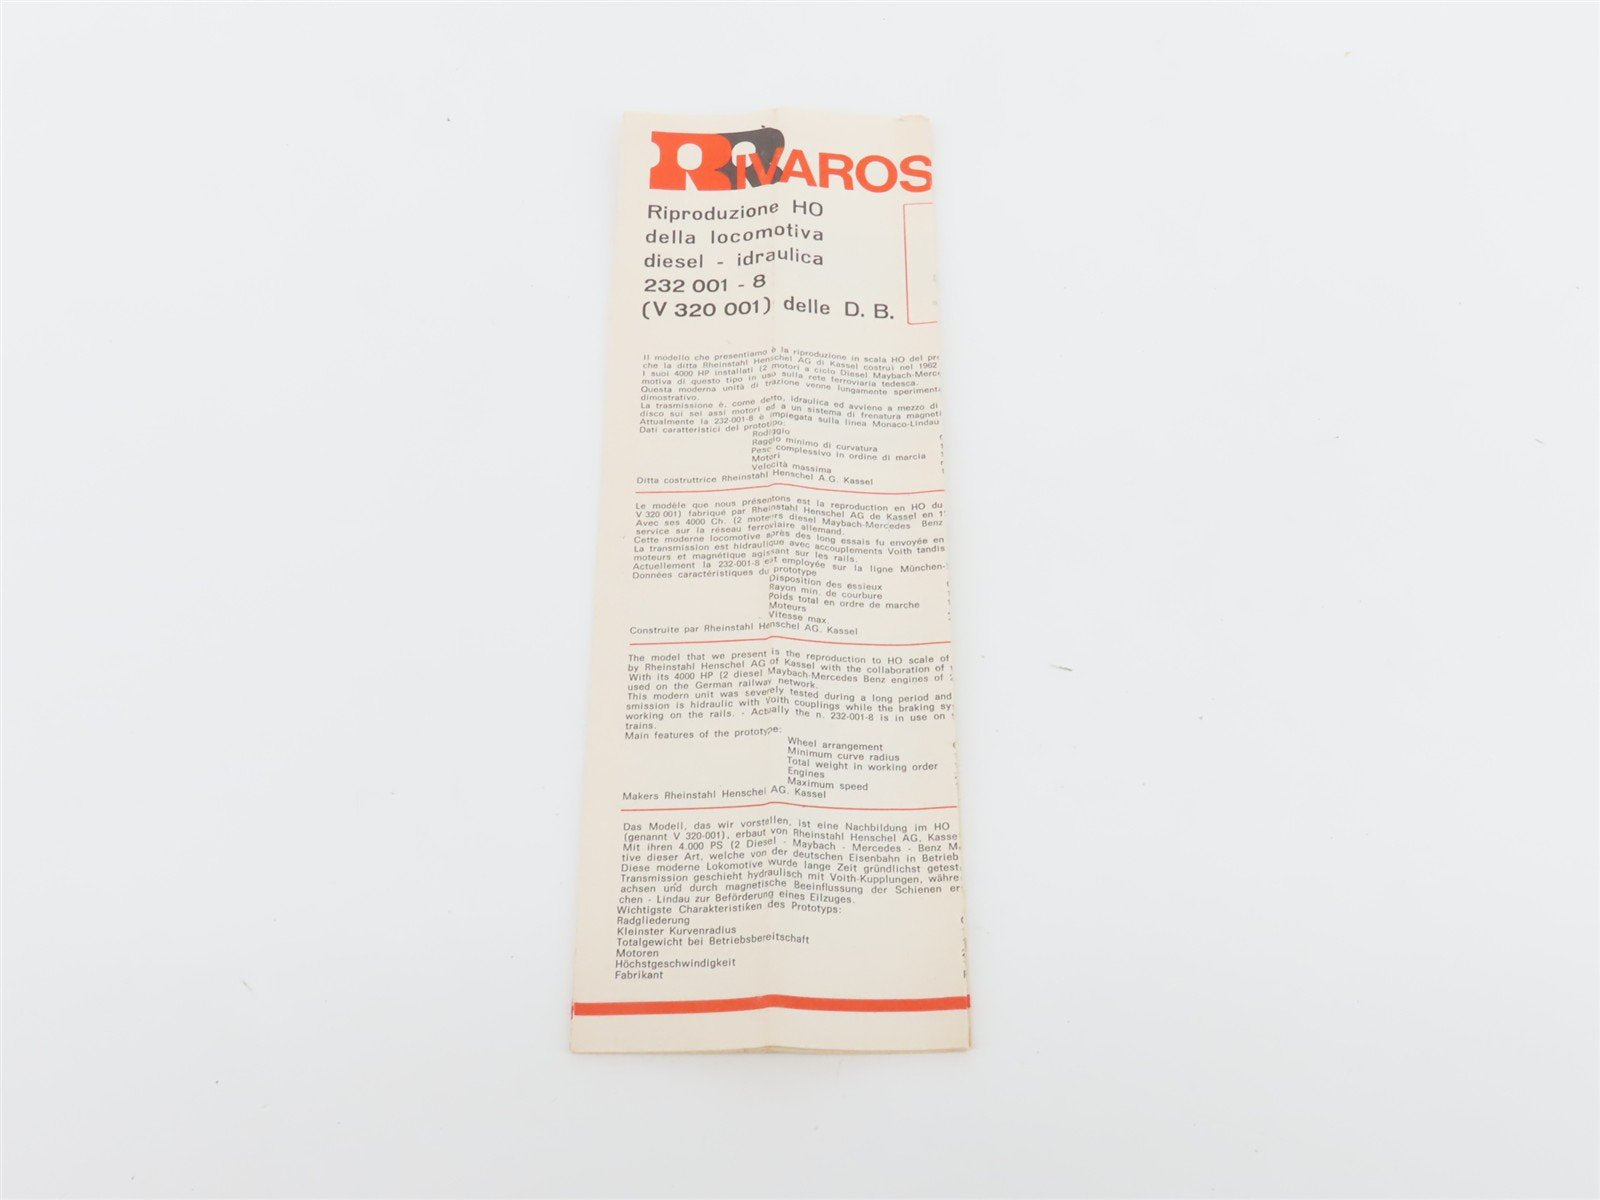 RIVAROS
Riproduzione HO
della locomotiva
diesel - idraulica
232 001 - 8
(V 320 001) delle D. B.
Il modello che presentiamo è la riproduzione in scala HO del
che la ditta Rheinstahl Henschel AG di Kassel costruì nel 1962
I suoi 4000 HP installati (2 motori a ciclo Diesel Maybach-Merc
motiva di questo tipo in uso sulla rete ferroviaria tedesca.
Questa moderna unità di trazione venne lungamente speriment
dimostrativo.
La trasmissione è, come detto, idraulica ed avviene a mezzo di
disco sui sei assi motori ed a un sistema di frenatura magneti
Attualmente la 232-001-8 è impiegata sulla linea Monaco-Lindau
Dati caratteristici del prototipo:
Rodiggio
Raggio minimo di curvatura
Peso complessivo in ordine di marcia
Motori
Velocità massima
Ditta costruttrice Rheinstahl Henschel A.G. Kassel
Le modèle que nous présentons est la reproduction en HO du
V 320 001) fabriqué par Rheinstahl Henschel AG de Kassel en
Avec ses 4000 Ch. (2 moteurs diesel Maybach-Mercedes Benz
service sur la réseau ferroviaire allemand.
Cette moderne locomotive après des long essais fu envoyée en
La transmission est hidraulique avec accouplements Voith tandis
moteurs et magnétique agissant sur les rails.
Actuellement la 232-001-8 est employée sur la ligne München-
Données caractéristiques du prototype
Disposition des essieux
Rayon min. de courbure
Poids total en ordre de marche
Moteurs
Vitesse max.
Construite par Rheinstahl Henschel AG. Kassel
The model that we present is the reproduction to HO scale of
by Rheinstahl Henschel AG of Kassel with the collaboration of
With its 4000 HP (2 diesel Maybach-Mercedes Benz engines of
used on the German railway network.
This modern unit was severely tested during a long period and
smission is hidraulic with Voith couplings while the braking sy
working on the rails. - Actually the n. 232-001-8 is in use on
trains.
Main features of the prototype:
Wheel arrangement
Minimum curve radius
Total weight in working order
Engines
Maximum speed
Makers Rheinstahl Henschel AG. Kassel
Das Modell, das wir vorstellen, ist eine Nachbildung im HO
(genannt V 320-001), erbaut von Rheinstahl Henschel AG, Kasse
Mit ihren 4.000 PS (2 Diesel - Maybach - Mercedes - Benz M
tive dieser Art, welche von der deutschen Eisenbahn in Betrieb
Diese moderne Lokomotive wurde lange Zeit gründlichst getest
Transmission geschieht hydraulisch mit Voith-Kupplungen, währe
achsen und durch magnetische Beeinflussung der Schienen er
chen - Lindau zur Beförderung eines Eilzuges.
Wichtigste Charakteristiken des Prototyps:
Radgliederung
Kleinster Kurvenradius
Totalgewicht bei Betriebsbereitschaft
Motoren
Höchstgeschwindigkeit
Fabrikant